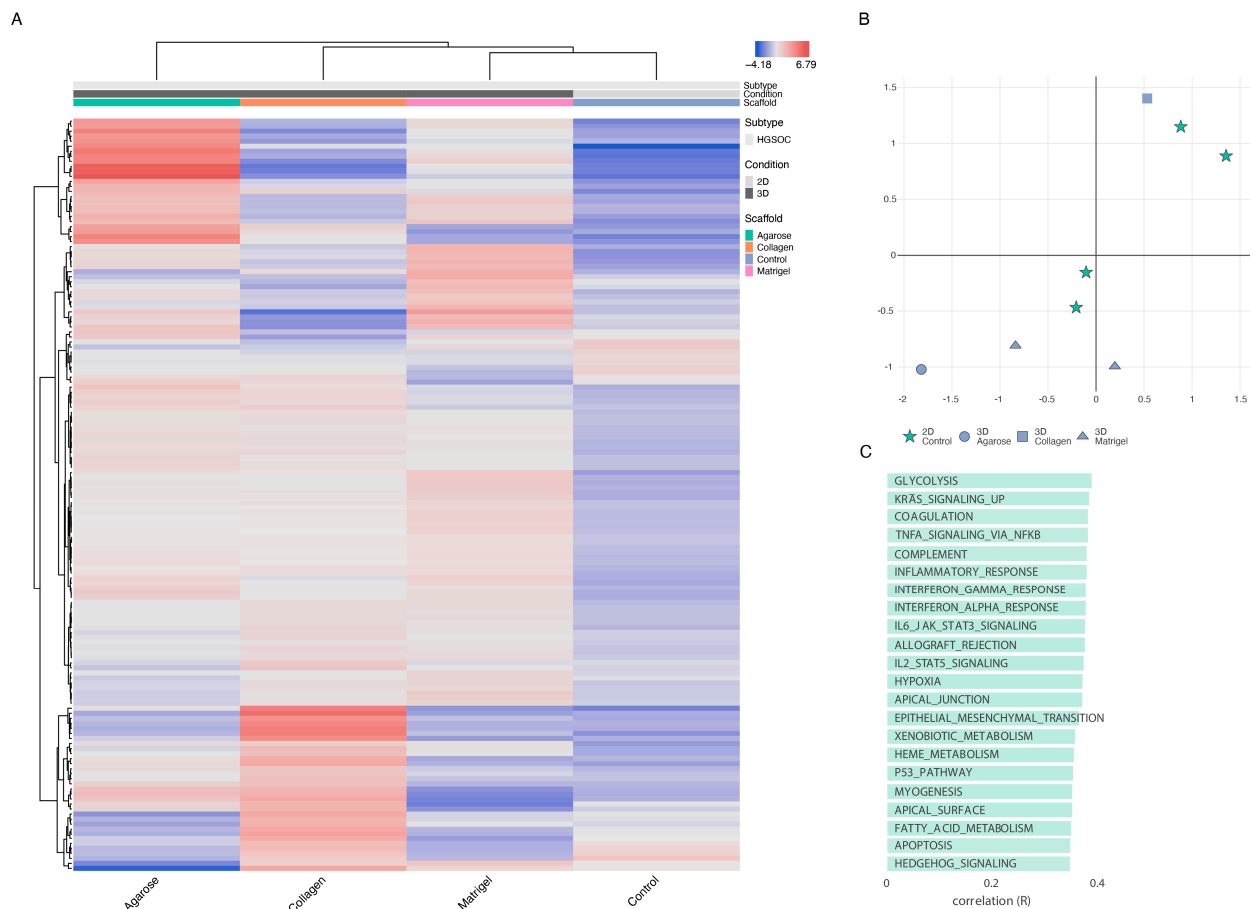 A
−4.18
6.79
Subtype
Condition
Scaffold
Subtype
HGSOC
Condition
2D
3D
Scaffold
Agarose
Collagen
Control
Matrigel
Agarose
Collagen
Matrigel
Control
B
1.5
1
0.5
0
-0.5
-1
-2
-1.5
-1
-0.5
0
0.5
1
1.5
2D
Control
3D
Agarose
3D
Collagen
3D
Matrigel
C
GLYCOLYSIS
KRAS_SIGNALING_UP
COAGULATION
TNFA_SIGNALING_VIA_NFKB
COMPLEMENT
INFLAMMATORY_RESPONSE
INTERFERON_GAMMA_RESPONSE
INTERFERON_ALPHA_RESPONSE
IL6_JAK_STAT3_SIGNALING
ALLOGRAFT_REJECTION
IL2_STAT5_SIGNALING
HYPOXIA
APICAL_JUNCTION
EPITHELIAL_MESENCHYMAL_TRANSITION
XENOBIOTIC_METABOLISM
HEME_METABOLISM
P53_PATHWAY
MYOGENESIS
APICAL_SURFACE
FATTY_ACID_METABOLISM
APOPTOSIS
HEDGEHOG_SIGNALING
0
0.2
0.4
correlation (R)